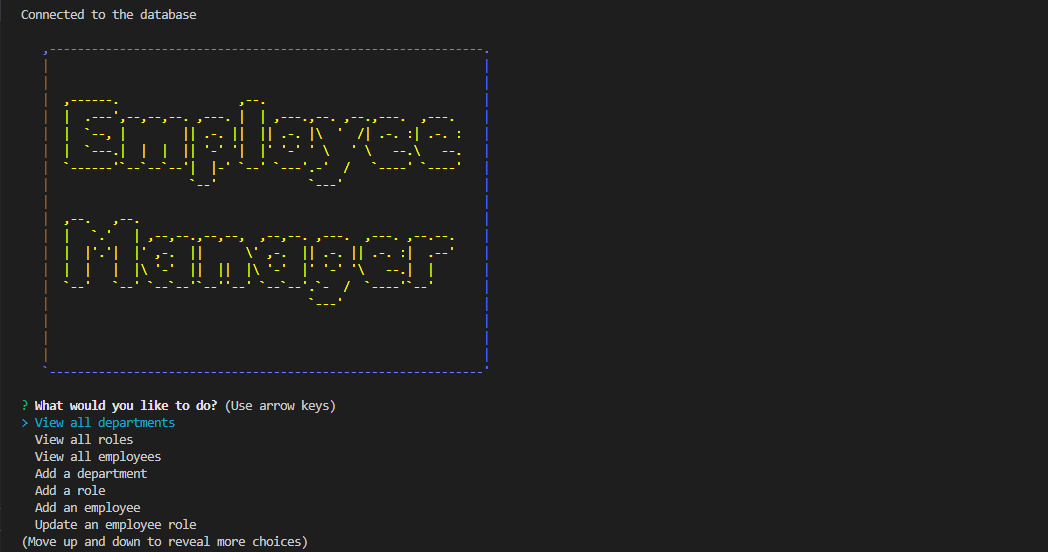 Connected to the database
Employee
Manager
? What would you like to do? (Use arrow keys)
> View all departments
View all roles
View all employees
Add a department
Add a role
Add an employee
Update an employee role
(Move up and down to reveal more choices)